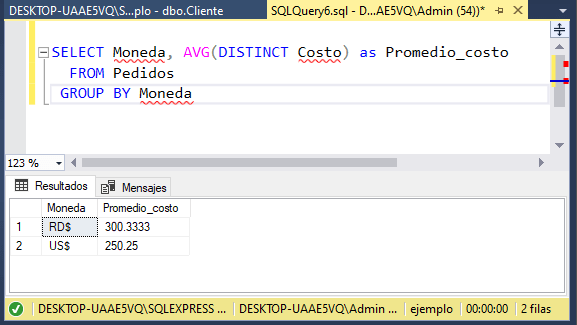 DESKTOP-UAAE5VQ\S...plo - dbo.Cliente
SQLQuery6.sql - D...AE5VQ\Admin (54))*
SELECT Moneda, AVG(DISTINCT Costo) as Promedio_costo
FROM Pedidos
GROUP BY Moneda
123 %
Resultados
Mensajes
Moneda Promedio_costo
1 RD$ 300.3333
2 US$ 250.25
DESKTOP-UAAE5VQ\SQLEXPRESS ... DESKTOP-UAAE5VQ\Admin ... ejemplo 00:00:00 2 filas